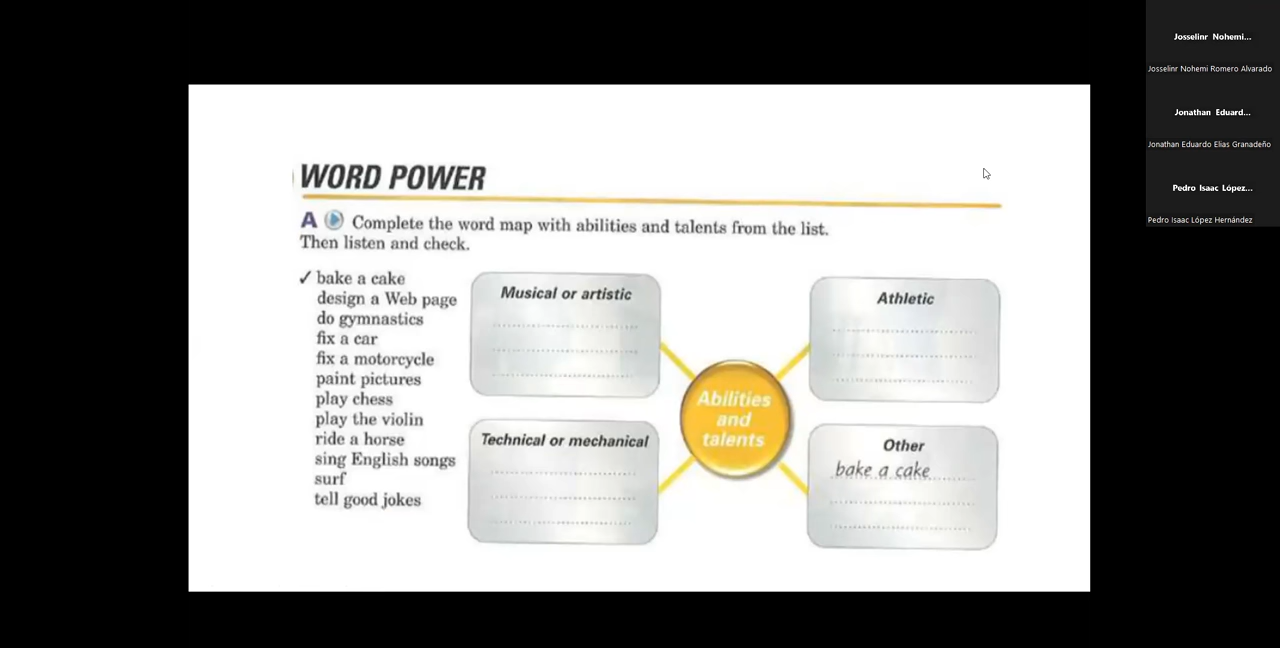 WORD POWER
A Complete the word map with abilities and talents from the list.
Then listen and check.
✓ bake a cake
design a Web page
do gymnastics
fix a car
fix a motorcycle
paint pictures
play chess
play the violin
ride a horse
sing English songs
surf
tell good jokes
Musical or artistic
Athletic
Abilities
and
talents
Technical or mechanical
Other
bake a cake
Josselinr Nohemi...
Josselinr Nohemi Romero Alvarado
Jonathan Eduard...
Jonathan Eduardo Elias Granadeño
Pedro Isaac López...
Pedro Isaac López Hernández